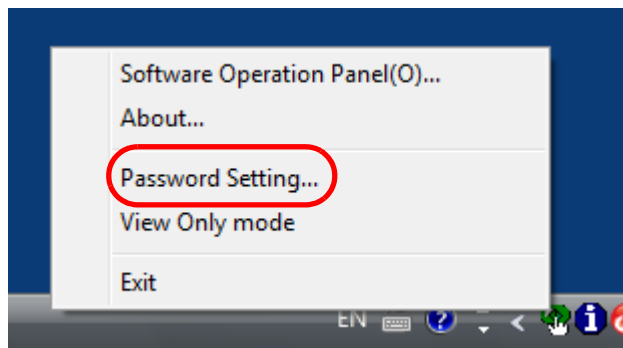 Software Operation Panel(O)...
About...
Password Setting...
View Only mode
Exit
EN